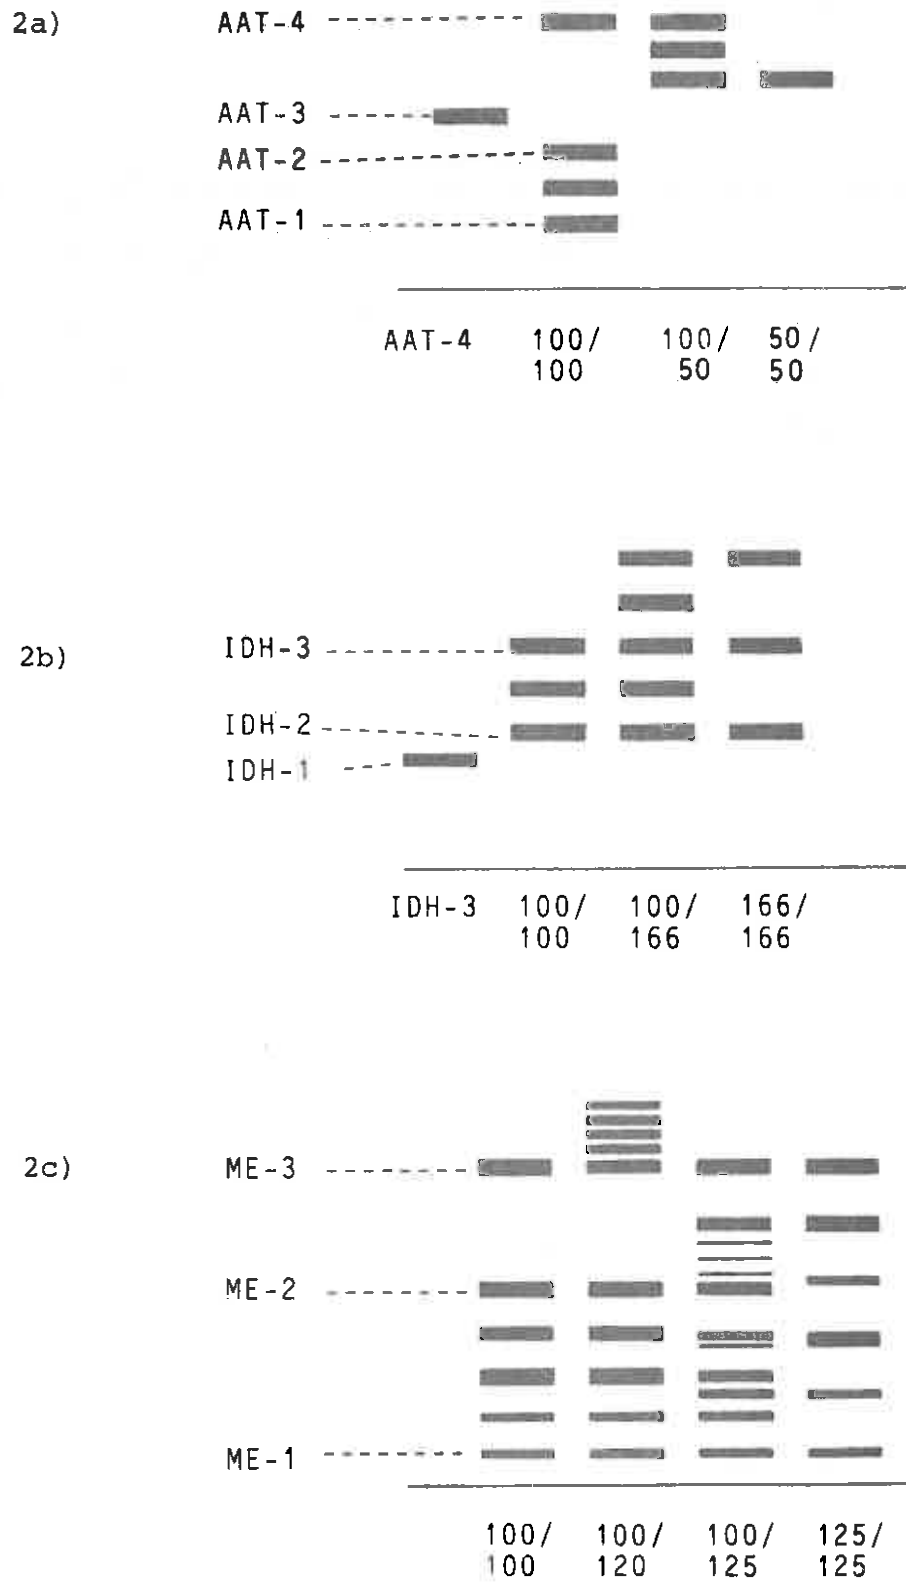 2a)
AAT-4
AAT-3
AAT-2
AAT-1
AAT-4 100/ 100/ 50/
100 50 50
2b)
IDH-3
IDH-2
IDH-1
IDH-3 100/ 100/ 166/
100 166 166
2c)
ME-3
ME-2
ME-1
100/ 100/ 100/ 125/
100 120 125 125